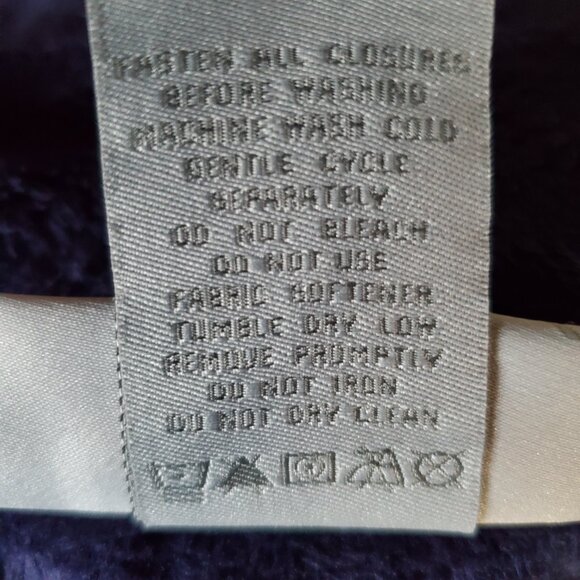 FASTEN ALL CLOSURES
BEFORE WASHING
MACHINE WASH COLD
GENTLE CYCLE
SEPARATELY
DO NOT BLEACH
DO NOT USE
FABRIC SOFTENER
TUMBLE DRY LOW
REMOVE PROMPTLY
DO NOT IRON
DO NOT DRY CLEAN